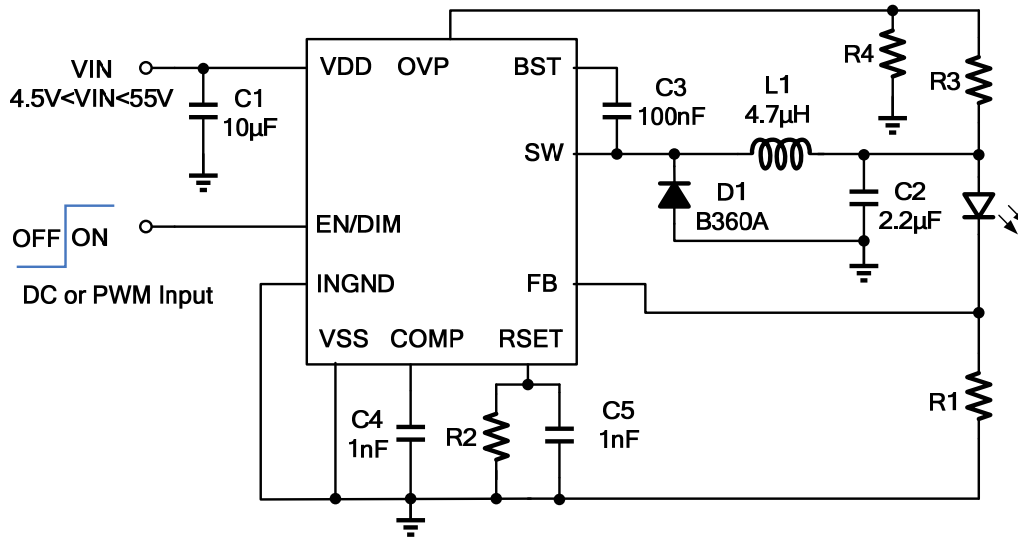 VIN
4.5V<VIN<55V
C1
10µF
VDD
OVP
BST
SW
EN/DIM
INGND
FB
VSS
COMP
RSET
OFF
ON
DC or PWM Input
C3
100nF
L1
4.7µH
R4
R3
D1
B360A
C2
2.2µF
C4
1nF
R2
C5
1nF
R1